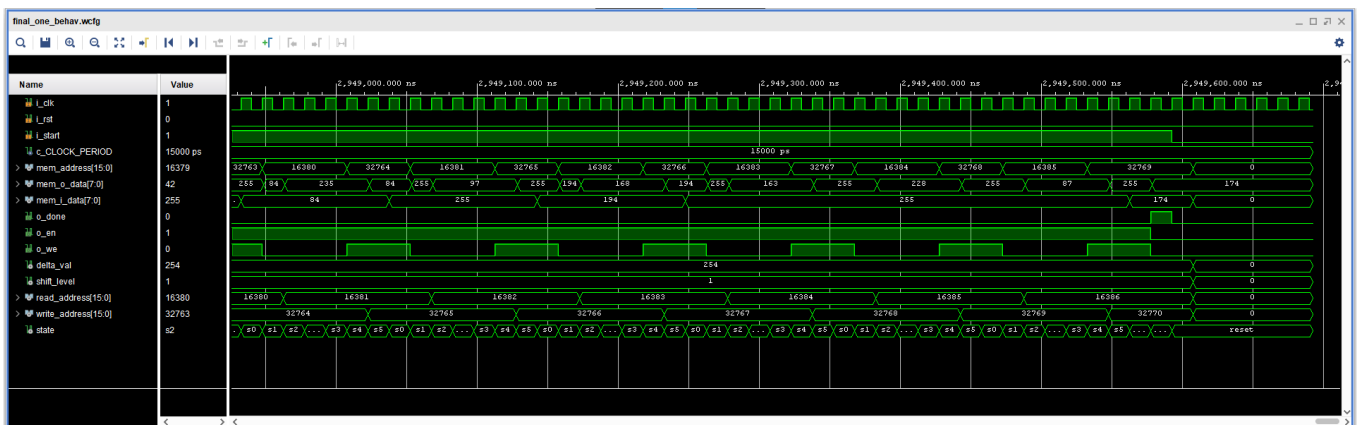 final_one_behav.wcfg
Name Value 2,949,000.000 ns 2,949,100.000 ns 2,949,200.000 ns 2,949,300.000 ns 2,949,400.000 ns 2,949,500.000 ns 2,949,600.000 ns 2,94
i_clk 1
i_rst 0
i_start 1
c_CLOCK_PERIOD 15000 ps 15000 ps
mem_address[15:0] 16379 32763 16380 32764 16381 32765 16382 32766 16383 32767 16384 32768 16385 32769 0
mem_o_data[7:0] 42 255 84 235 84 255 97 255 194 168 194 255 163 255 228 255 87 255 174
mem_i_data[7:0] 255 . 84 255 194 255 174 0
o_done 0
o_en 1
o_we 0
delta_val 254 254 0
shift_level 1 1 0
read_address[15:0] 16380 16380 16381 16382 16383 16384 16385 16386 0
write_address[15:0] 32763 32764 32765 32766 32767 32768 32769 32770 0
state s2 ... s0 s1 s2 ... s3 s4 s5 s0 s1 s2 ... s3 s4 s5 s0 s1 s2 ... s3 s4 s5 s0 s1 s2 ... s3 s4 s5 s0 s1 s2 ... s3 s4 s5 s0 s1 s2 ... s3 s4 s5 ... ... reset